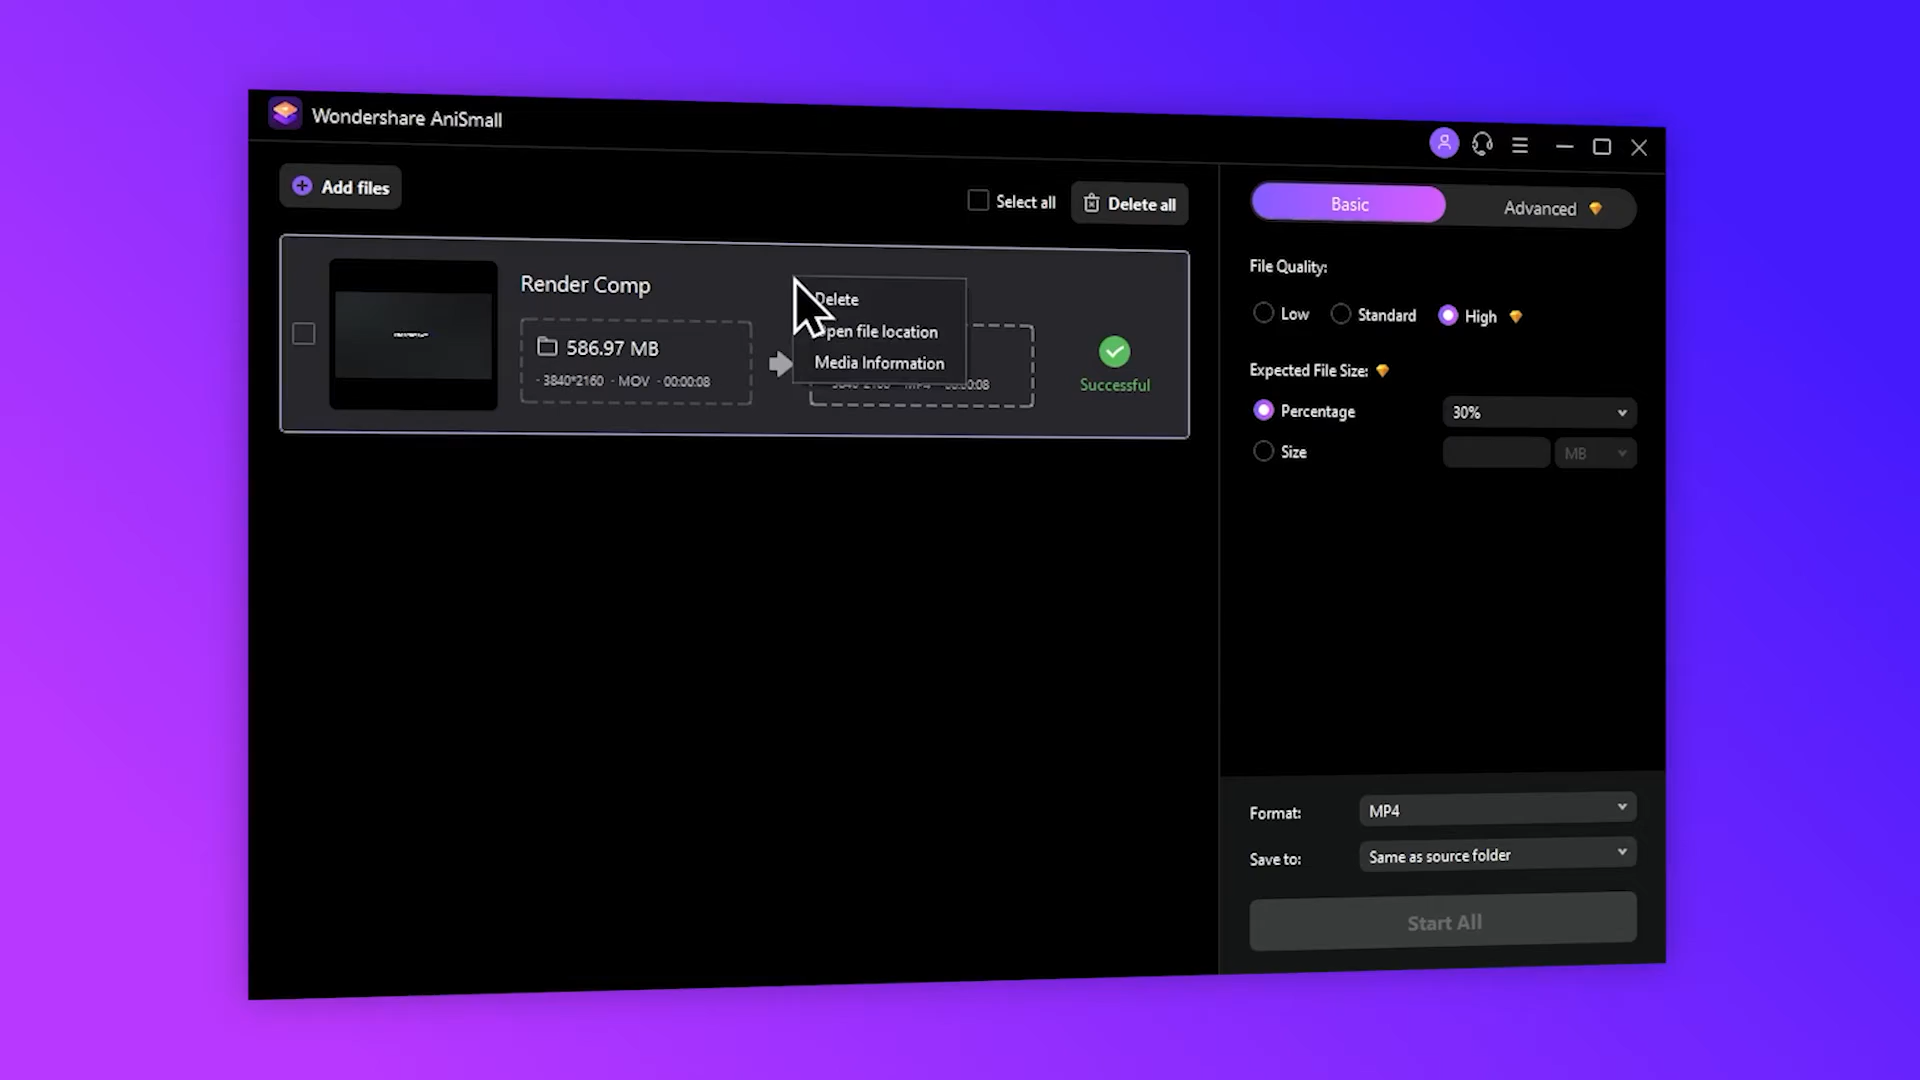 Wondershare AniSmall
Add files
Select all
Delete all
Basic
Advanced
Render Comp
586.97 MB
- 3840*2160 - MOV - 00:00:08
Delete
Open file location
Media Information
Successful
File Quality:
Low
Standard
High
Expected File Size:
Percentage
30%
Size
MB
Format:
MP4
Save to:
Same as source folder
Start All